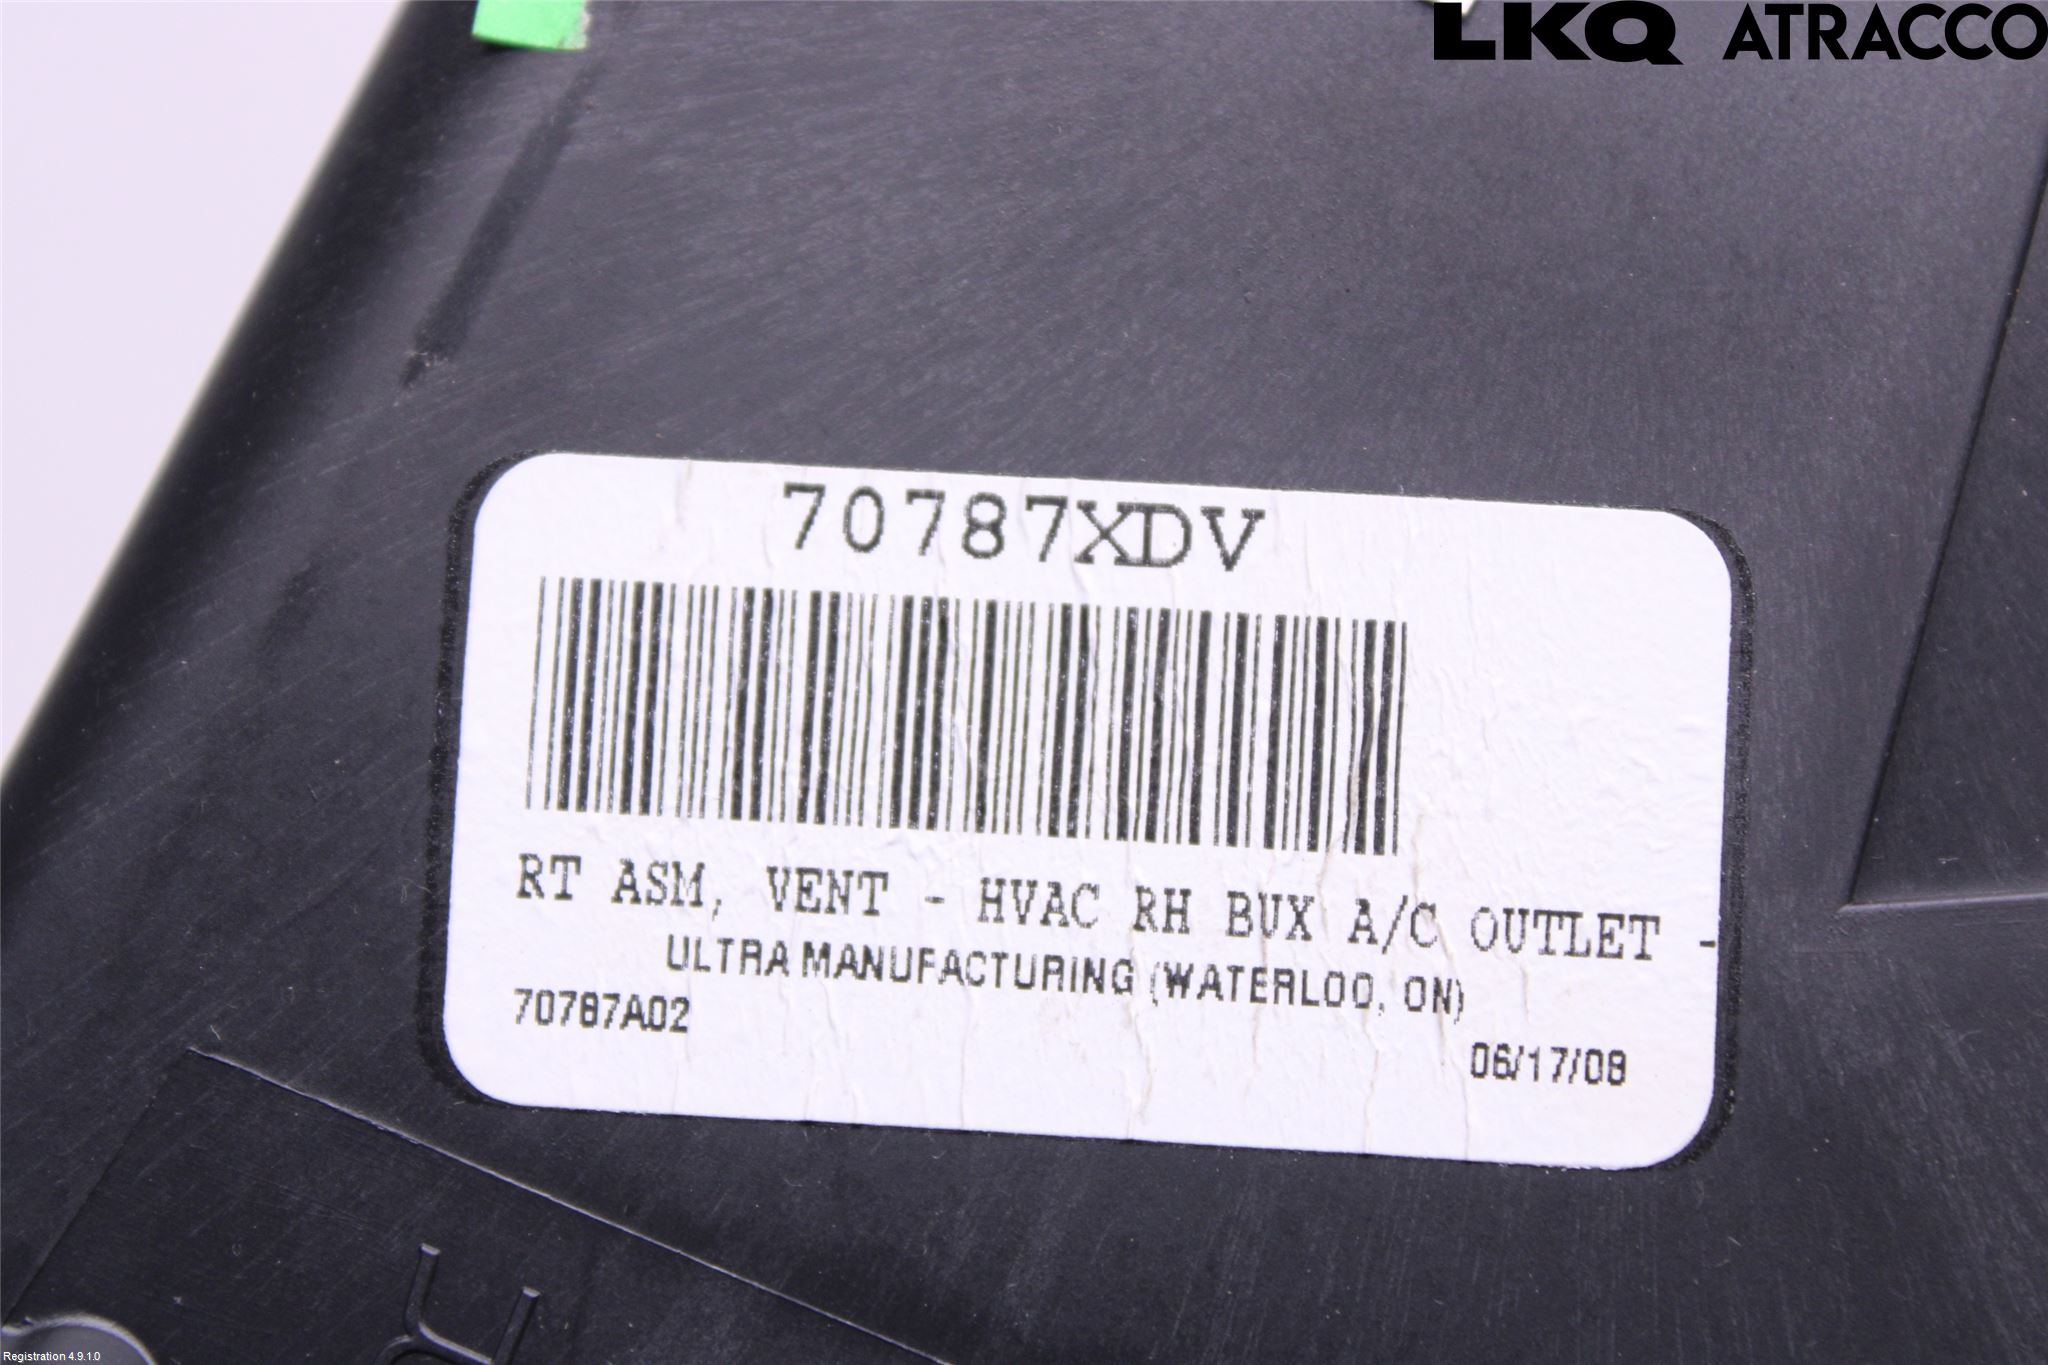 LKQ ATRACCO
70787XDV
RT ASM, VENT - HVAC RH BUX A/C OUTLET -
ULTRA MANUFACTURING (WATERLOO, ON)
70787A02
06/17/08
Registration 4.9.1.0